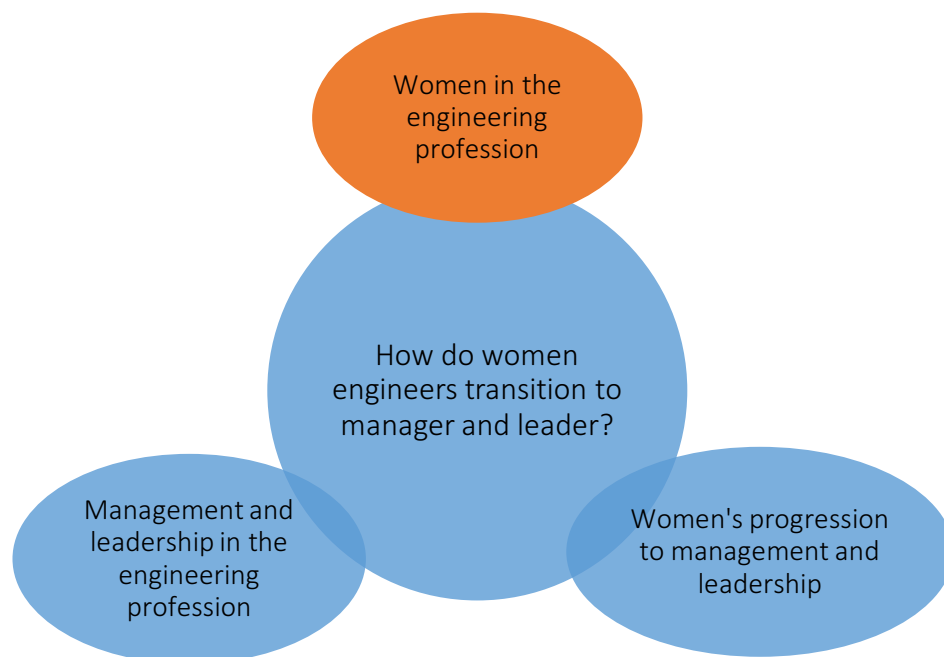 Women in the
engineering
profession
How do women
engineers transition to
manager and leader?
Management and
leadership in the
engineering
profession
Women's progression
to management and
leadership